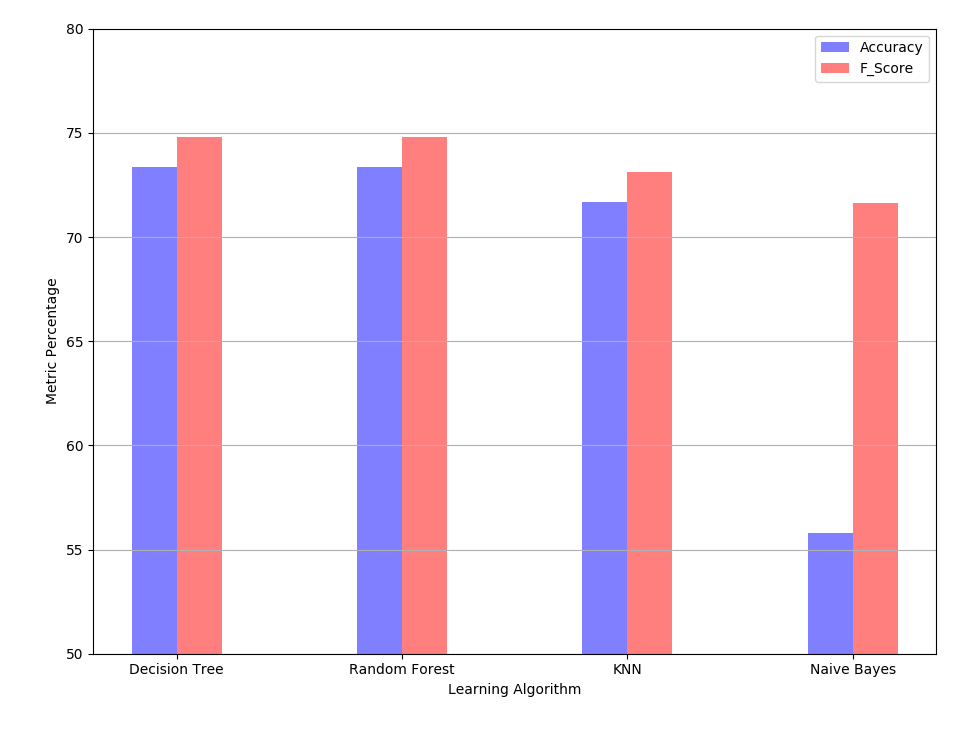 80
75
70
65
60
55
50
Metric Percentage
Accuracy
F_Score
Decision Tree
Random Forest
KNN
Naive Bayes
Learning Algorithm